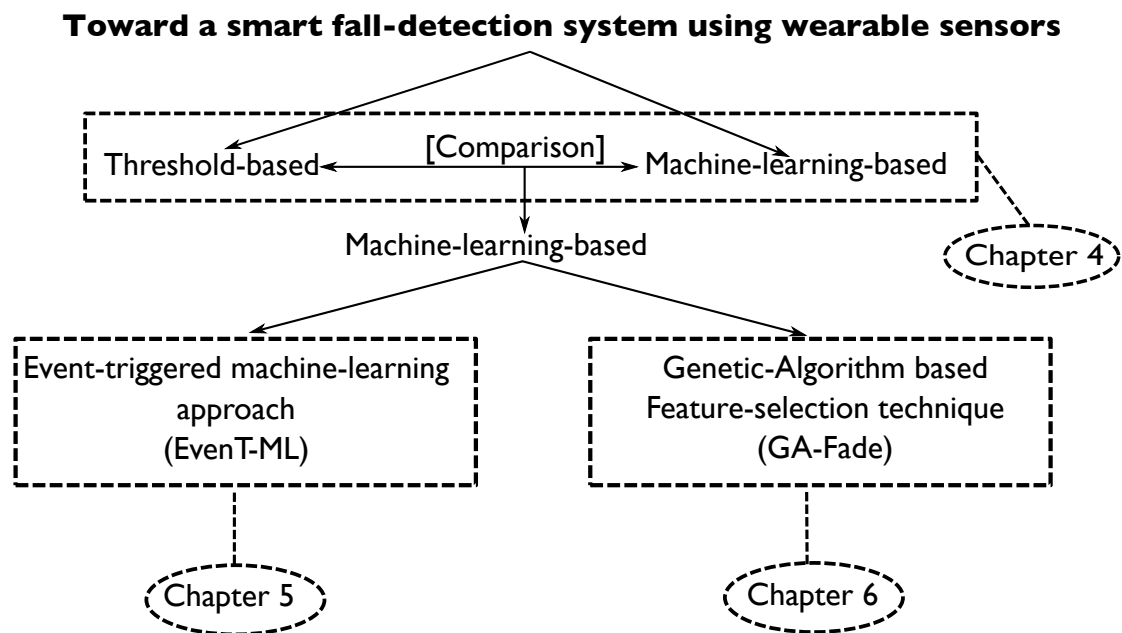 Toward a smart fall-detection system using wearable sensors
[Comparison]
Threshold-based
Machine-learning-based
Machine-learning-based
Chapter 4
Event-triggered machine-learning
approach
(EvenT-ML)
Genetic-Algorithm based
Feature-selection technique
(GA-Fade)
Chapter 5
Chapter 6